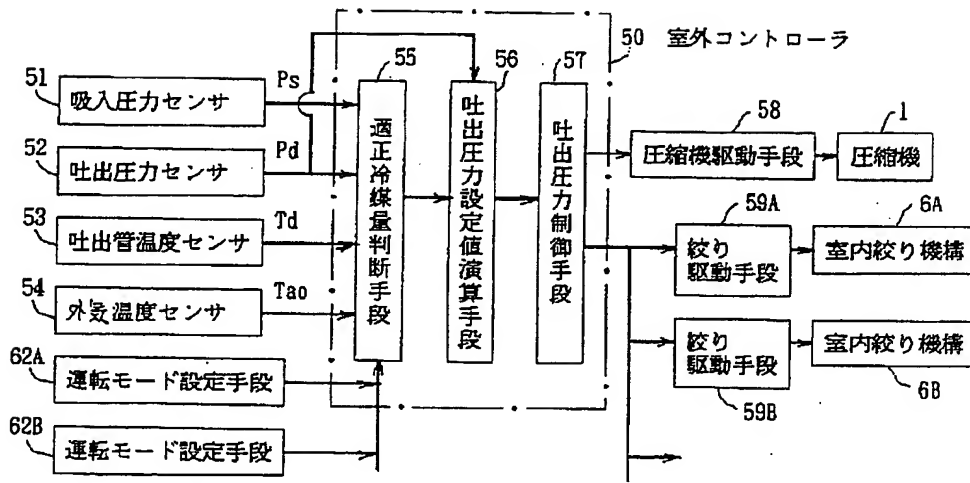 50 室外コントローラ
51
吸入圧力センサ
Ps
52
吐出圧力センサ
Pd
53
吐出管温度センサ
Td
54
外気温度センサ
Tao
62A
運転モード設定手段
62B
運転モード設定手段
55
適正冷媒量判断手段
56
吐出圧力設定値演算手段
57
吐出圧力制御手段
58
圧縮機駆動手段
1
圧縮機
59A
絞り
駆動手段
6A
室内絞り機構
絞り
駆動手段
59B
室内絞り機構
6B